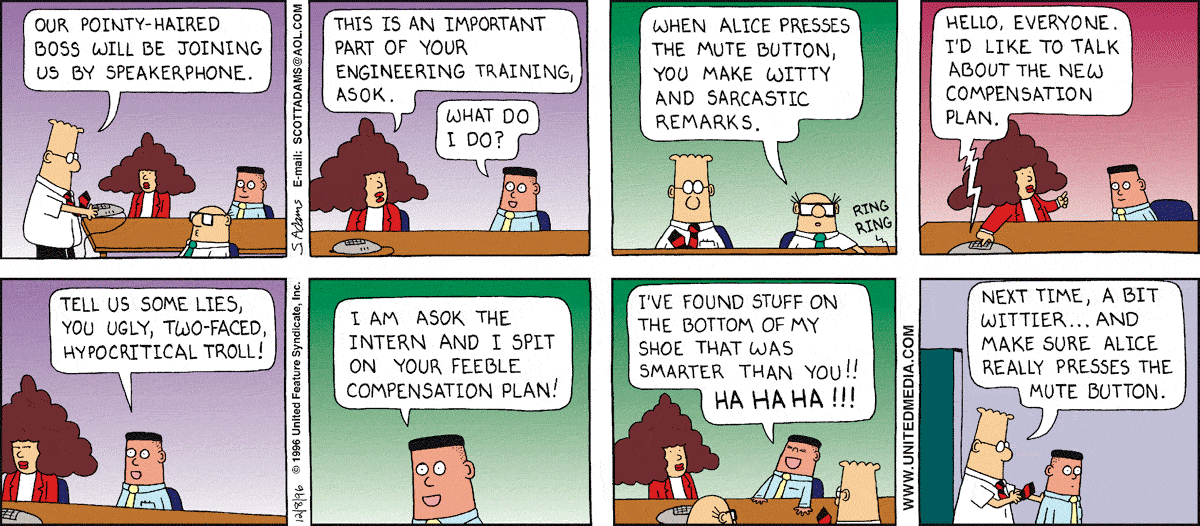 OUR POINTY-HAIRED
BOSS WILL BE JOINING
US BY SPEAKERPHONE.
S Adams
E-mail: SCOTTADAMS@AOL.COM
THIS IS AN IMPORTANT
PART OF YOUR
ENGINEERING TRAINING,
ASOK.
WHAT DO
I DO?
WHEN ALICE PRESSES
THE MUTE BUTTON,
YOU MAKE WITTY
AND SARCASTIC
REMARKS.
RING
RING
HELLO, EVERYONE.
I'D LIKE TO TALK
ABOUT THE NEW
COMPENSATION
PLAN.
TELL US SOME LIES,
YOU UGLY, TWO-FACED,
HYPOCRITICAL TROLL!
12/8/96 © 1996 United Feature Syndicate, Inc.
I AM ASOK THE
INTERN AND I SPIT
ON YOUR FEEBLE
COMPENSATION PLAN!
I'VE FOUND STUFF ON
THE BOTTOM OF MY
SHOE THAT WAS
SMARTER THAN YOU!!
HA HA HA !!!
WWW.UNITEDMEDIA.COM
NEXT TIME, A BIT
WITTIER... AND
MAKE SURE ALICE
REALLY PRESSES THE
MUTE BUTTON.